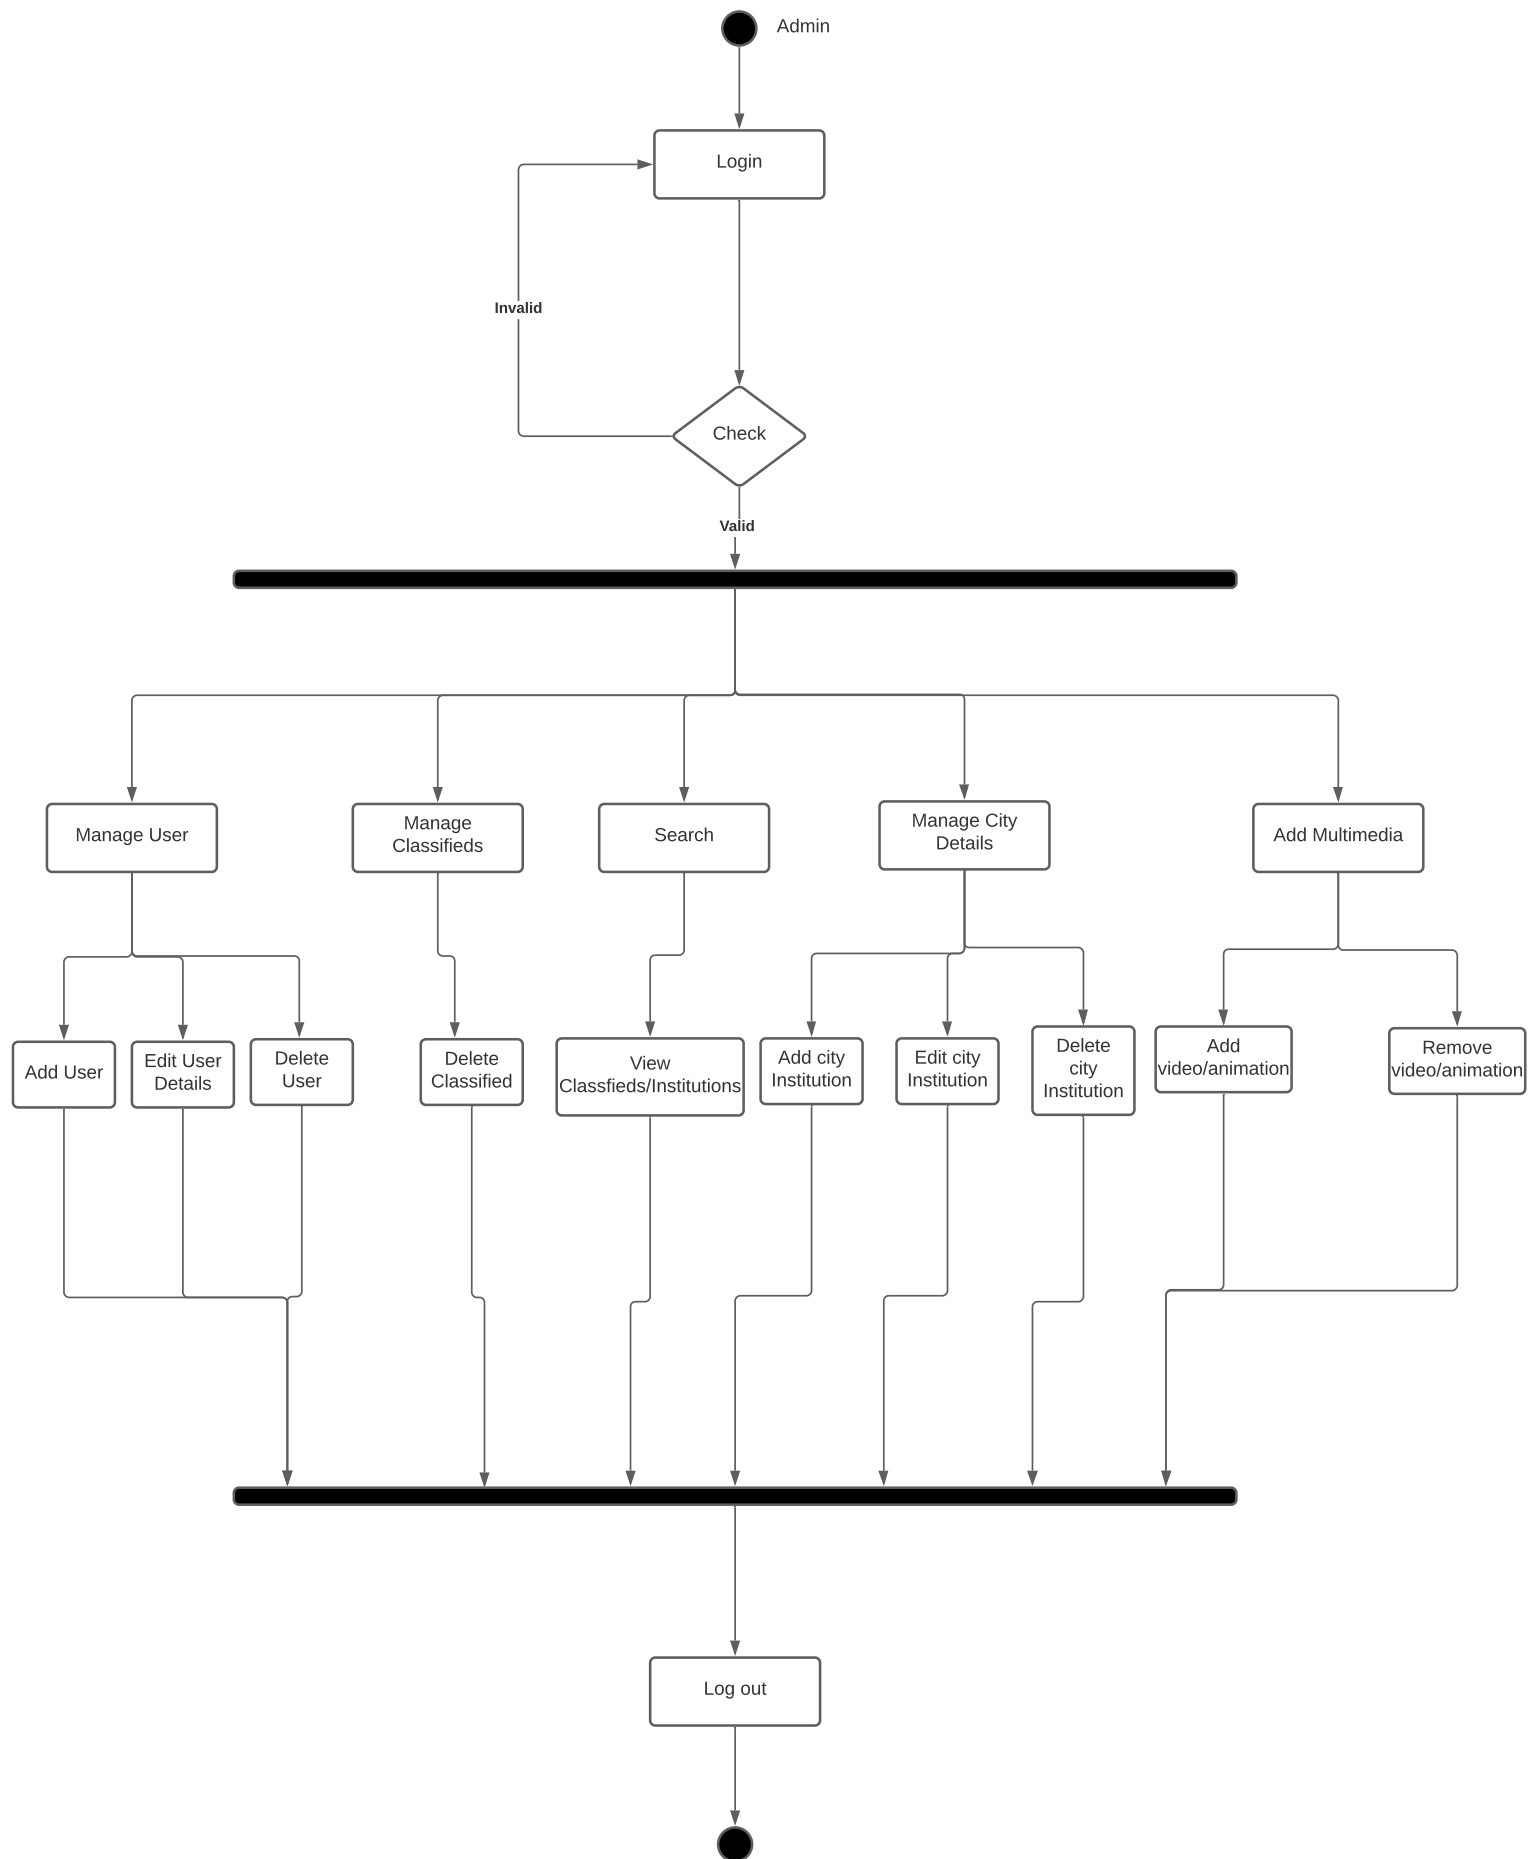 Admin
Login
Invalid
Check
Valid
Manage User
Manage
Classifieds
Search
Manage City
Details
Add Multimedia
Add User
Edit User
Details
Delete
User
Delete
Classified
View
Classfieds/Institutions
Add city
Institution
Edit city
Institution
Delete
city
Institution
Add
video/animation
Remove
video/animation
Log out